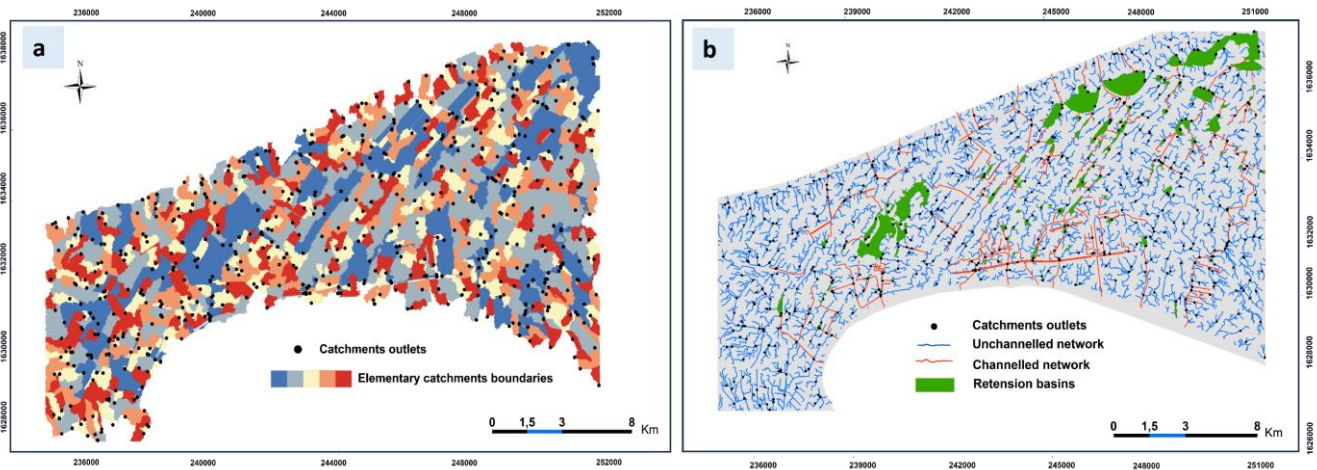 236000 240000 244000 248000 252000
a
N
1638000
1636000
1634000
1632000
1630000
1628000
Catchments outlets
Elementary catchments boundaries
0 1,5 3 8 Km
236000 240000 244000 248000 252000
236000 239000 242000 245000 248000 251000
b
N
1636000
1634000
1632000
1630000
1628000
1626000
Catchments outlets
Unchannelled network
Channelled network
Retension basins
0 1,5 3 8 Km
236000 239000 242000 245000 248000 251000